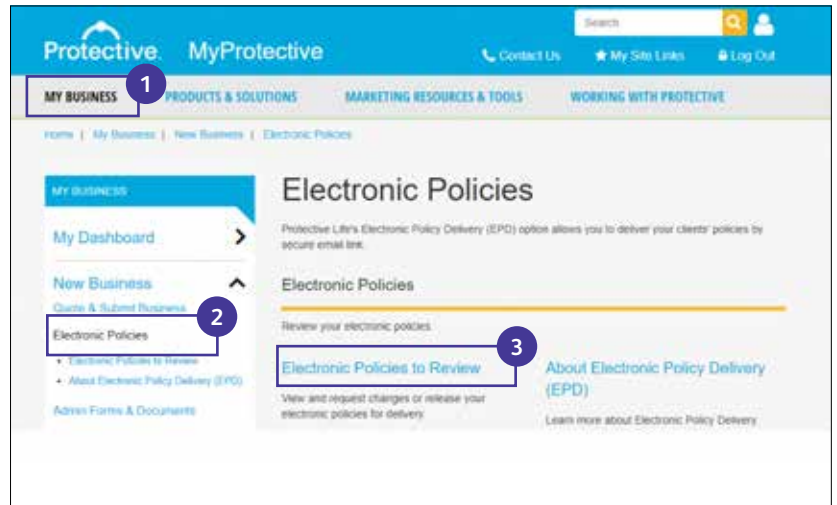 Search
Protective. MyProtective
Contact Us My Site Links Log Out
1
MY BUSINESS PRODUCTS & SOLUTIONS MARKETING RESOURCES & TOOLS WORKING WITH PROTECTIVE
Home | My Business | New Business | Electronic Policies
MY BUSINESS
My Dashboard
New Business
Quote & Submit Business
2
Electronic Policies
Electronic Policies to Review
About Electronic Policy Delivery (EPD)
Admin Forms & Documents
Electronic Policies
Protective Life's Electronic Policy Delivery (EPD) option allows you to deliver your clients' policies by
secure email link.
Electronic Policies
Review your electronic policies
3
Electronic Policies to Review
View and request changes or release your
electronic policies for delivery
About Electronic Policy Delivery
(EPD)
Learn more about Electronic Policy Delivery